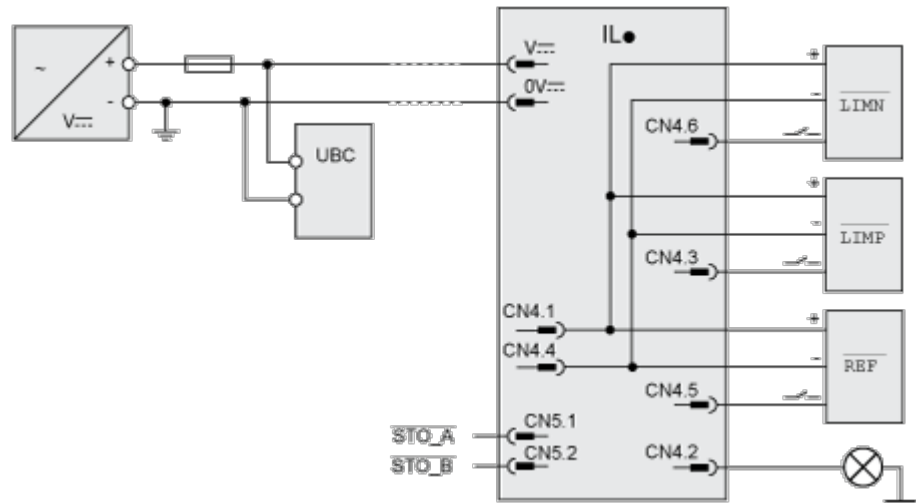 IL●
~
+
-
V⎓
UBC
V⎓
0V⎓
CN4.6
+
-
LIMN
CN4.3
+
-
LIMP
CN4.1
CN4.4
CN4.5
+
-
REF
CN5.1
CN5.2
STO_A
STO_B
CN4.2